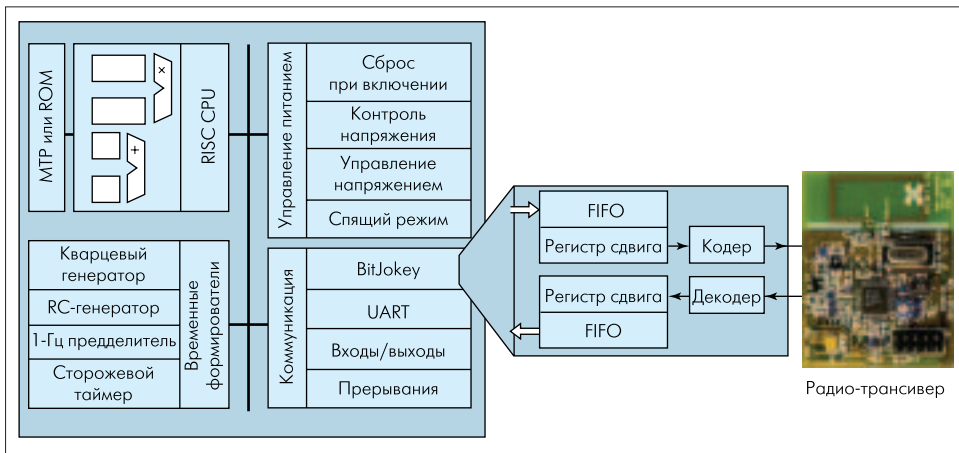 MTP или ROM
×
+
RISC CPU
Управление питанием
Сброс
при включении
Контроль
напряжения
Управление
напряжением
Спящий режим
Кварцевый
генератор
RC-генератор
1-Гц предделитель
Сторожевой
таймер
Временные
формирователи
Коммуникация
BitJokey
UART
Входы/выходы
Прерывания
FIFO
Регистр сдвига
Кодер
Регистр сдвига
Декодер
FIFO
Радио-трансивер